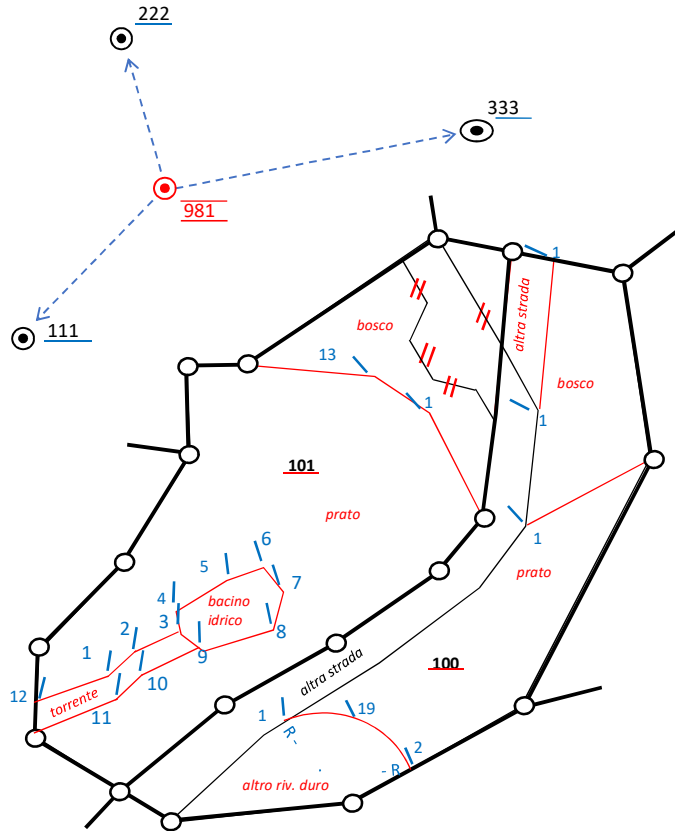 222
333
981
111
1
altra strada
bosco
13
1
bosco
1
101
prato
1
6
5
7
prato
4
bacino
idrico
3
8
2
1
9
100
10
altra strada
12
torrente
11
1
19
R -
2
- R
altro riv. duro